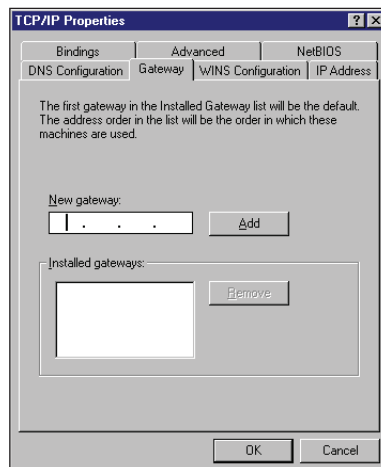 TCP/IP Properties
Bindings Advanced NetBIOS
DNS Configuration Gateway WINS Configuration IP Address
The first gateway in the Installed Gateway list will be the default.
The address order in the list will be the order in which these
machines are used.
New gateway:
. . .
Add
Installed gateways:
Remove
OK Cancel